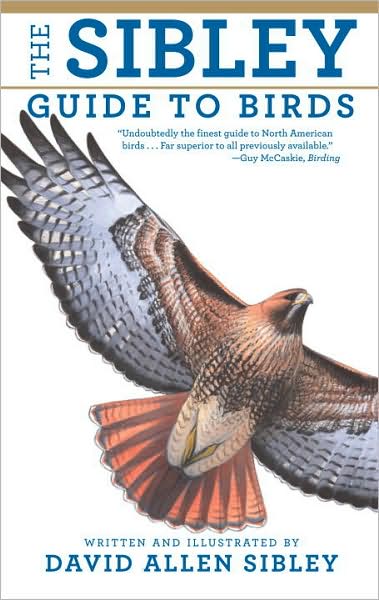 THE SIBLEY
GUIDE TO BIRDS
“Undoubtedly the finest guide to North American
birds . . . Far superior to all previously available.”
—Guy McCaskie, Birding
WRITTEN AND ILLUSTRATED BY
DAVID ALLEN SIBLEY